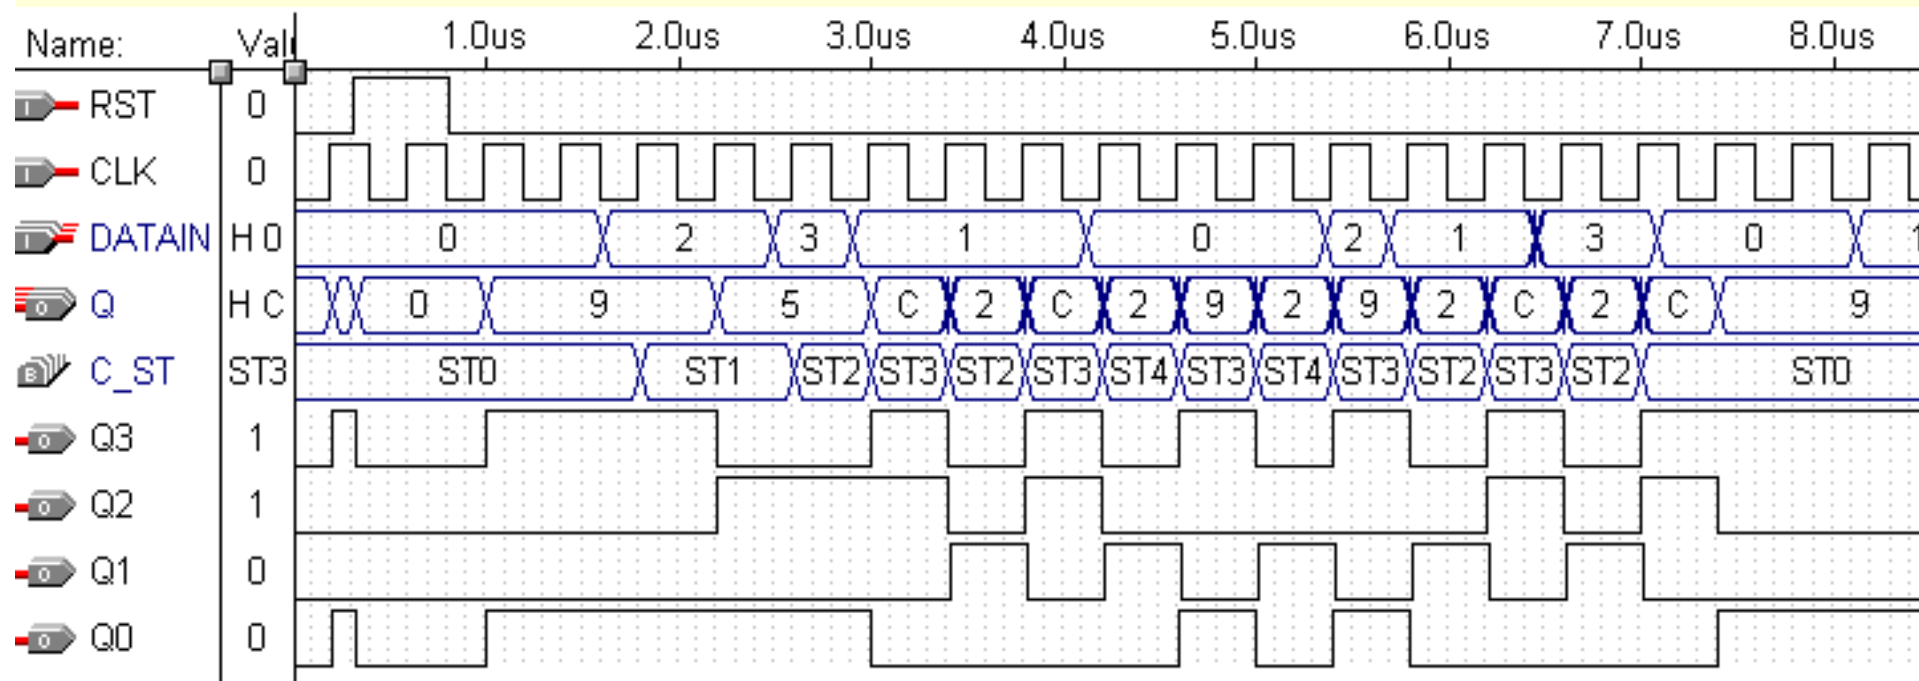 Name: Valu 1.0us 2.0us 3.0us 4.0us 5.0us 6.0us 7.0us 8.0us
I RST 0
I CLK 0
I DATAIN H 0 0 2 3 1 0 2 1 3 0 1
O Q H C 0 9 5 C 2 C 2 9 2 9 2 C 2 C 9
B C_ST ST3 ST0 ST1 ST2 ST3 ST2 ST3 ST4 ST3 ST4 ST3 ST2 ST3 ST2 ST0
O Q3 1
O Q2 1
O Q1 0
O Q0 0